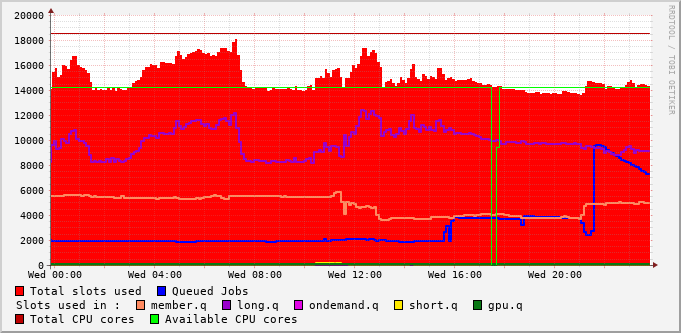 20000
18000
16000
14000
12000
10000
8000
6000
4000
2000
0
Wed 00:00 Wed 04:00 Wed 08:00 Wed 12:00 Wed 16:00 Wed 20:00
Total slots used Queued Jobs
Slots used in : member.q long.q ondemand.q short.q gpu.q
Total CPU cores Available CPU cores
RRDTOOL / TOBI OETIKER